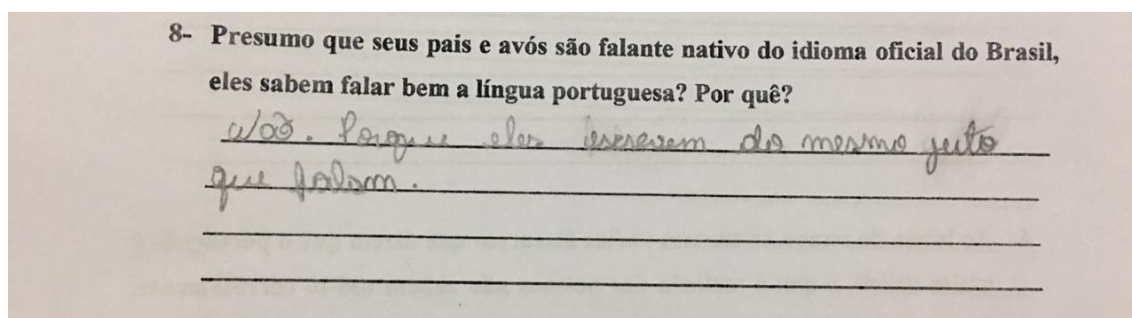 8- Presumo que seus pais e avós são falante nativo do idioma oficial do Brasil,
eles sabem falar bem a língua portuguesa? Por quê?
Não. Porque eles escrevem do mesmo jeito
que falam.